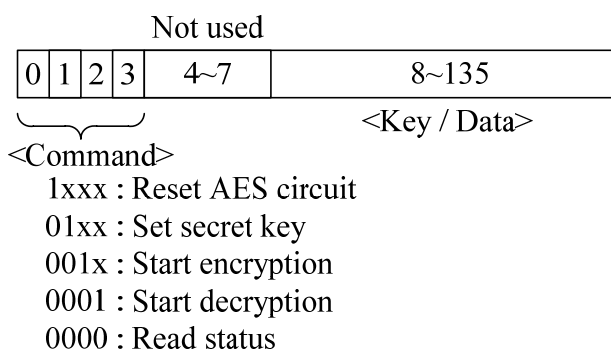 Not used
0 1 2 3 4~7 8~135
<Key / Data>
<Command>
1xxx : Reset AES circuit
01xx : Set secret key
001x : Start encryption
0001 : Start decryption
0000 : Read status